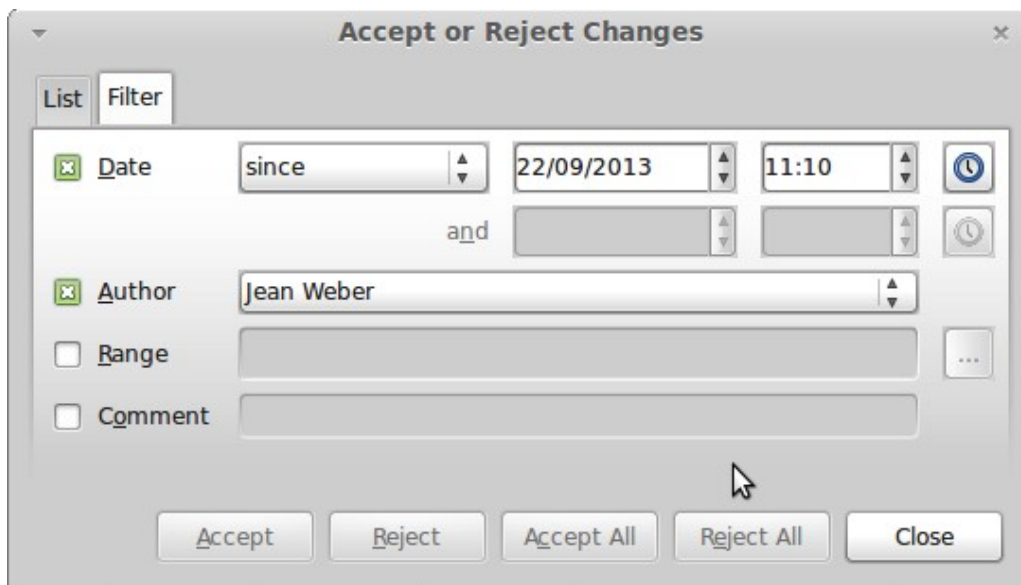 Accept or Reject Changes
List Filter
Date since 22/09/2013 11:10
and
Author Jean Weber
Range ...
Comment
Accept Reject Accept All Reject All Close